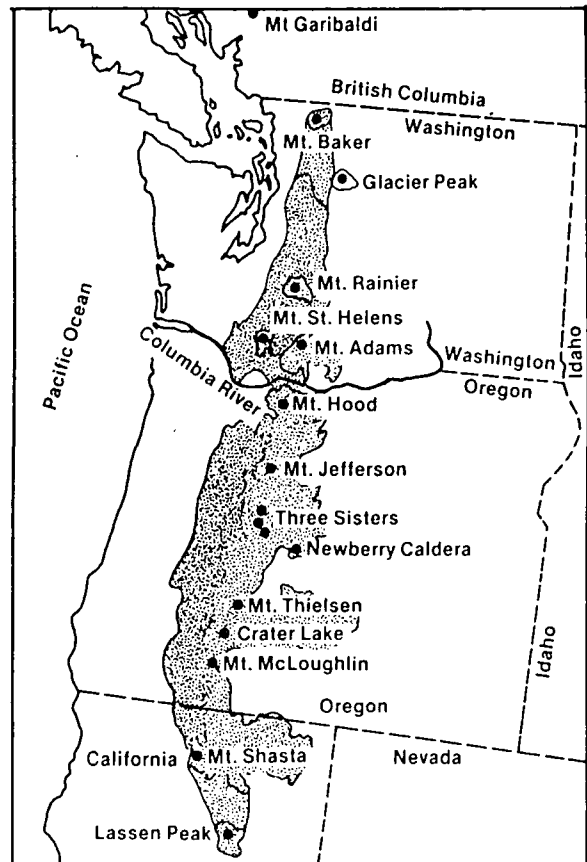 Mt Garibaldi
British Columbia
Washington
Mt. Baker
Glacier Peak
Mt. Rainier
Mt. St. Helens
Mt. Adams
Pacific Ocean
Columbia River
Washington
Oregon
Idaho
Mt. Hood
Mt. Jefferson
Three Sisters
Newberry Caldera
Mt. Thielsen
Crater Lake
Mt. McLoughlin
Idaho
Oregon
California
Mt. Shasta
Nevada
Lassen Peak